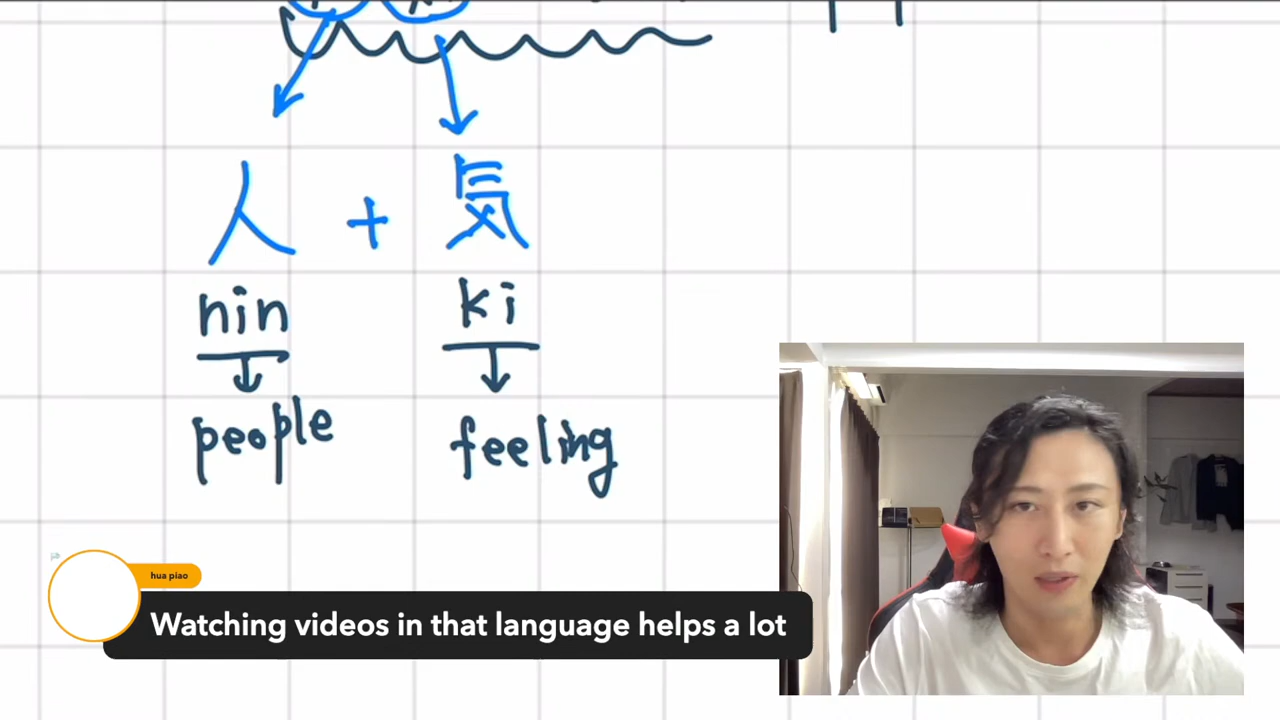 人 + 気
nin ki
people feeling
hua piao
Watching videos in that language helps a lot